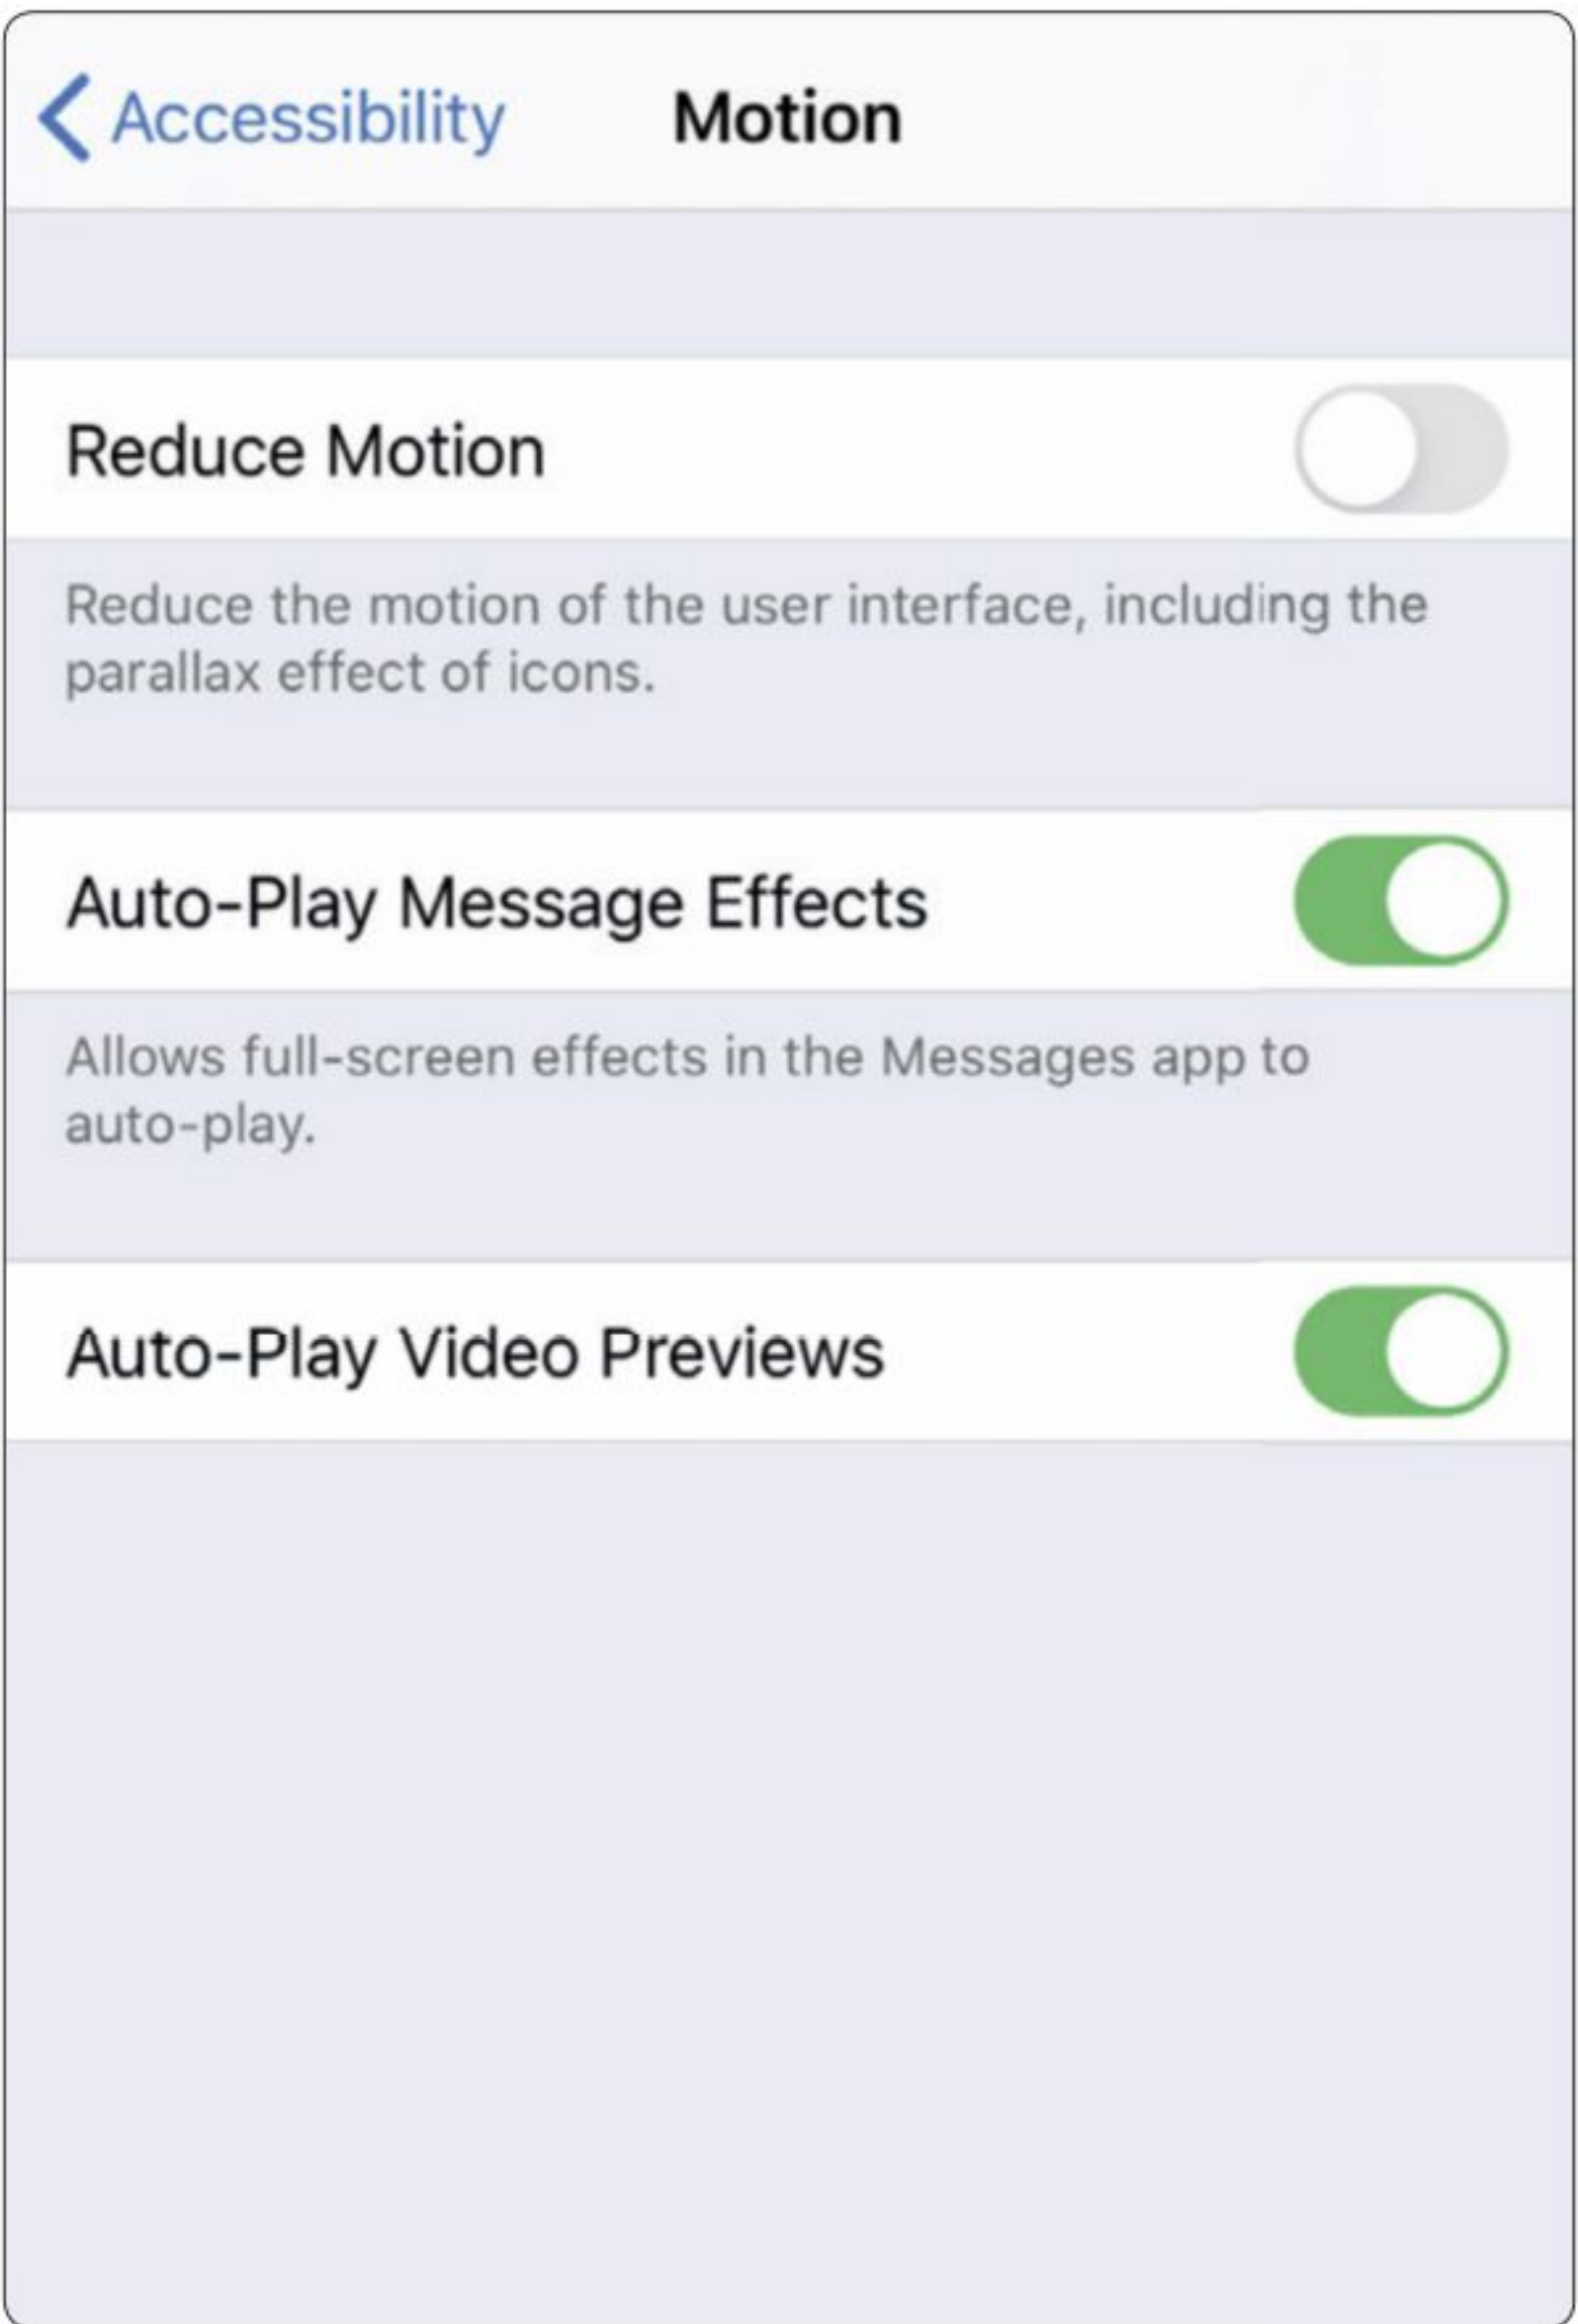 Accessibility Motion
Reduce Motion
Reduce the motion of the user interface, including the
parallax effect of icons.
Auto-Play Message Effects
Allows full-screen effects in the Messages app to
auto-play.
Auto-Play Video Previews